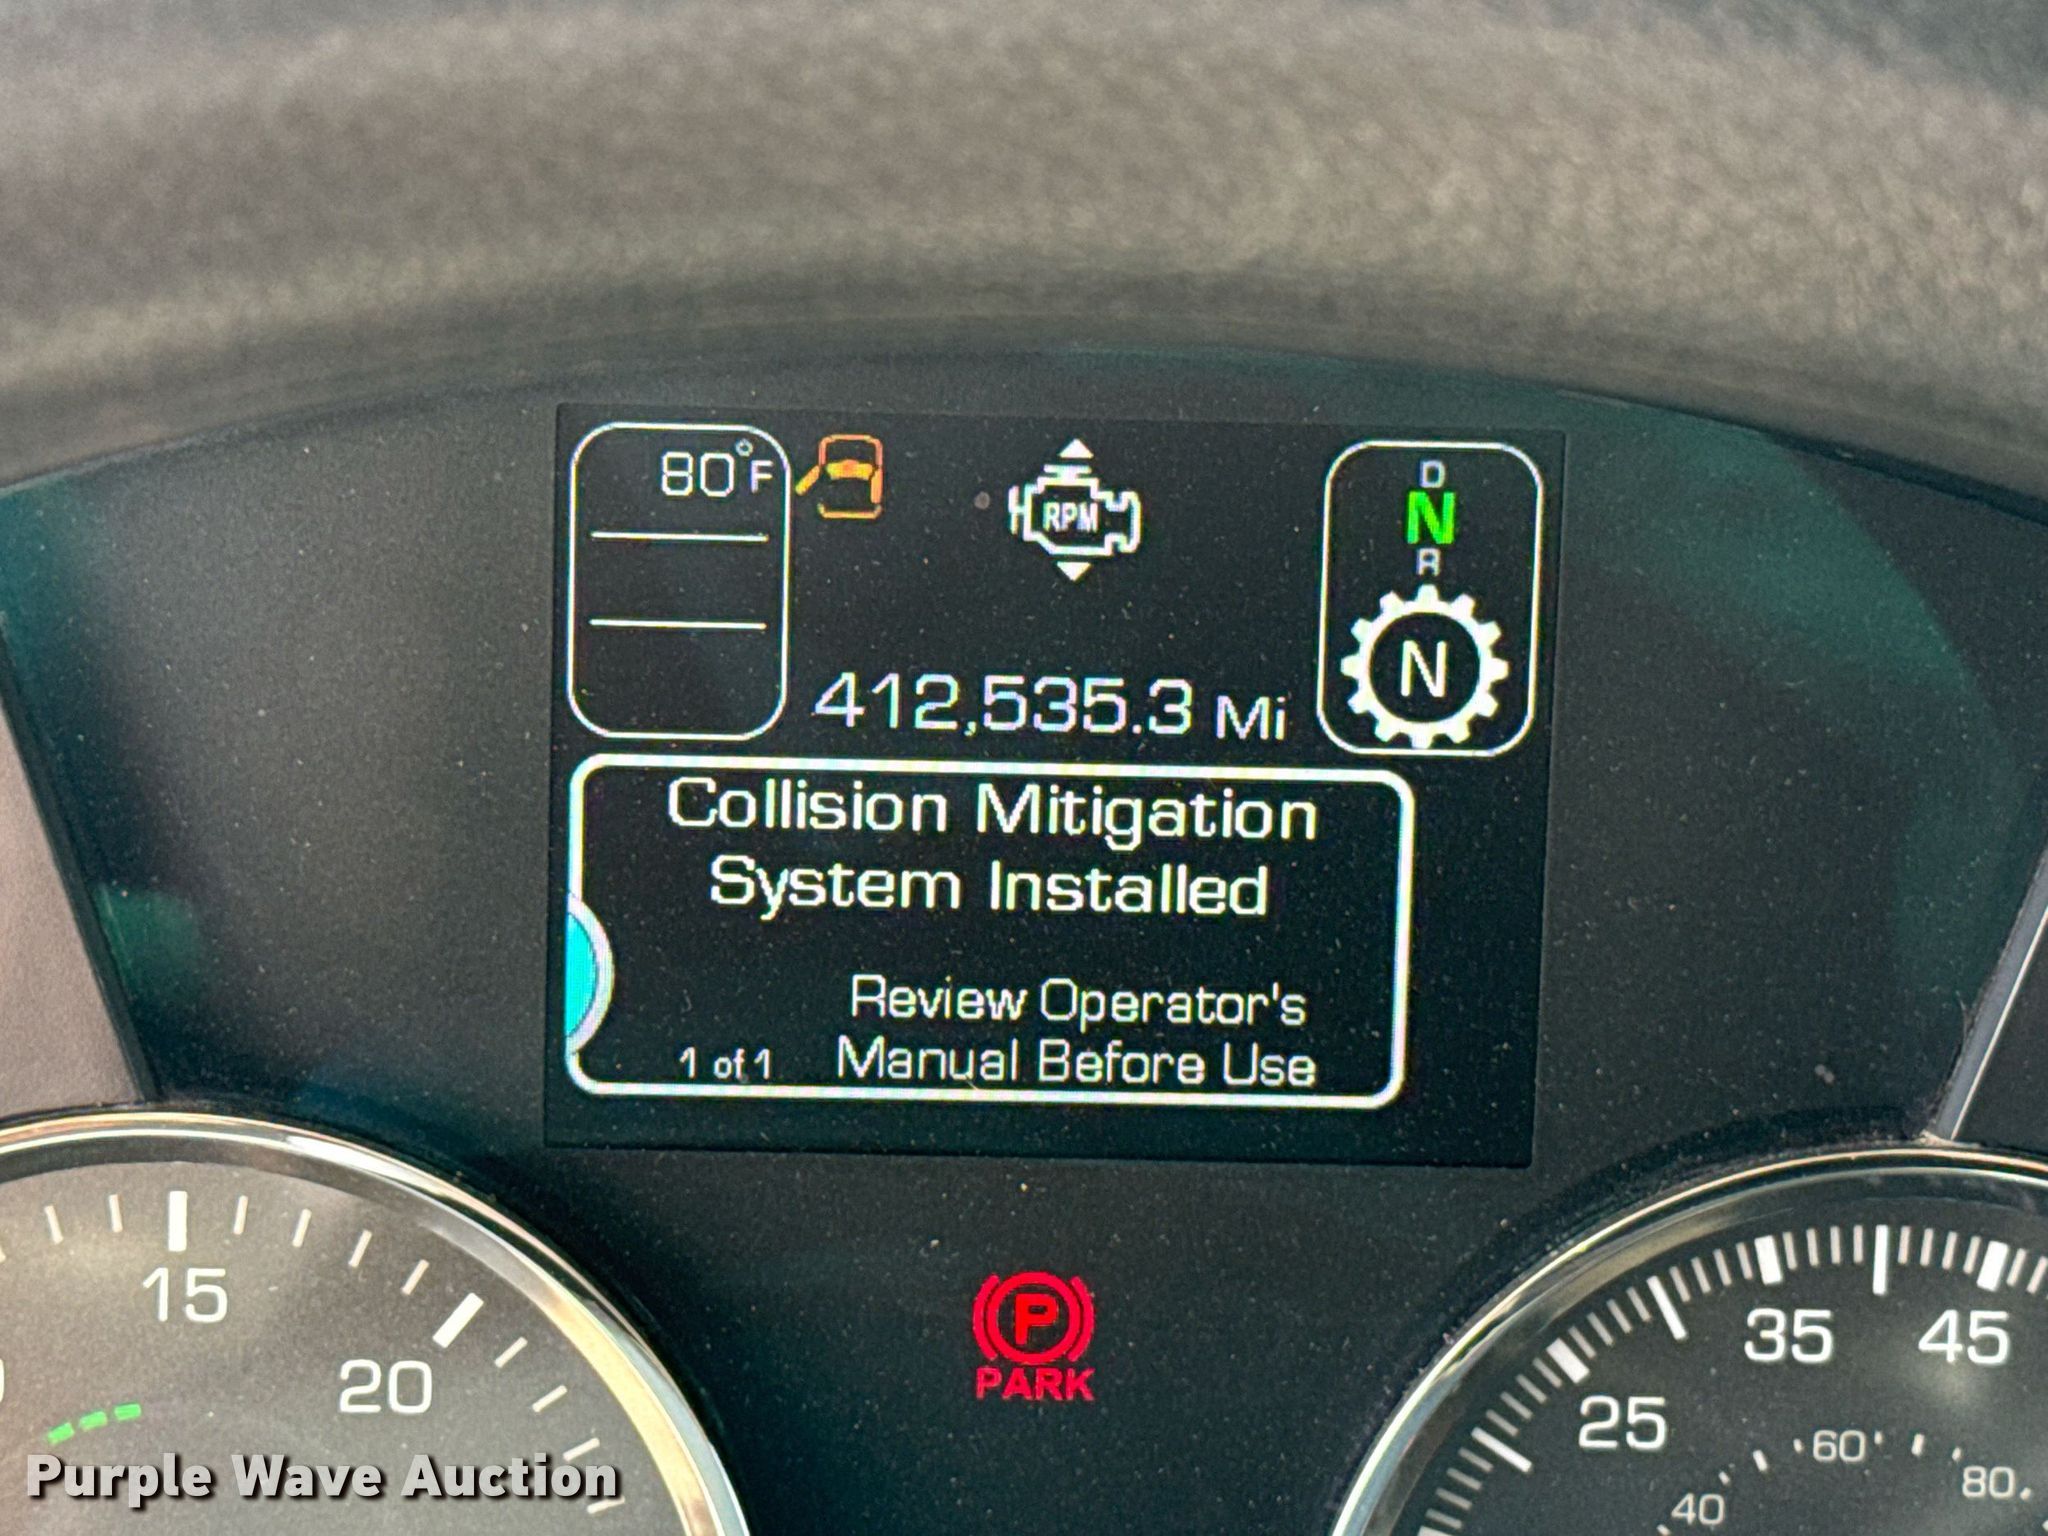 80°F
RPM
D
N
R
N
412,535.3 Mi
Collision Mitigation
System Installed
Review Operator's
1 of 1 Manual Before Use
P
PARK
15
20
25
35
45
40
60
80
Purple Wave Auction